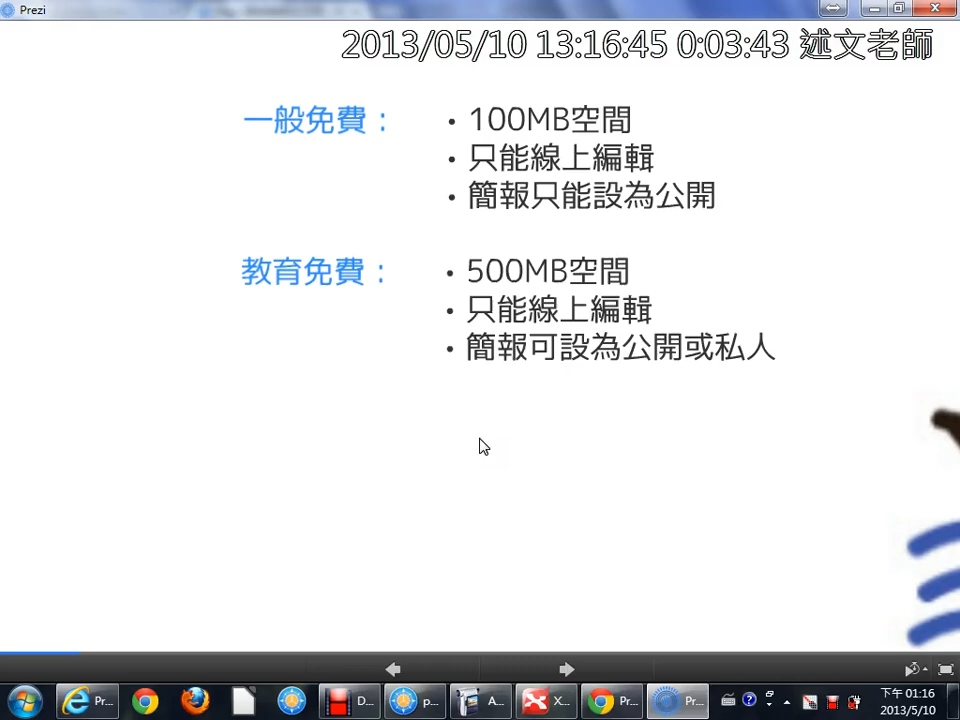 Prezi
2013/05/10 13:16:45 0:03:43 述文老師
一般免費：
• 100MB空間
• 只能線上編輯
• 簡報只能設為公開
教育免費：
• 500MB空間
• 只能線上編輯
• 簡報可設為公開或私人
Pr...
D...
p...
A...
X...
Pr...
Pr...
下午 01:16
2013/5/10